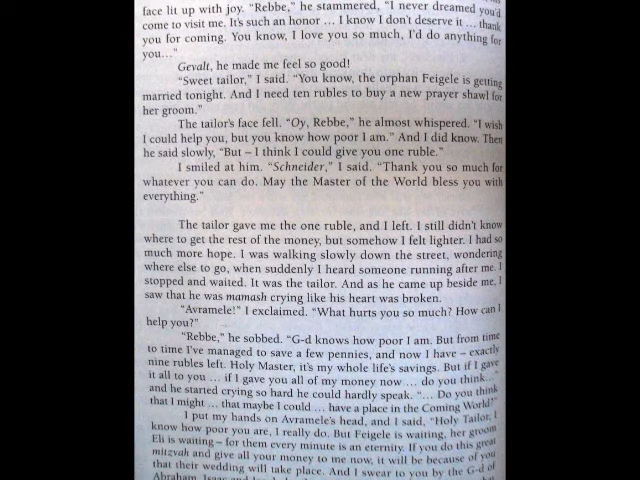 face lit up with joy. “Rebbe,” he stammered, “I never dreamed you'd
come to visit me. It's such an honor … I know I don't deserve it … thank
you for coming. You know, I love you so much, I'd do anything for
you…”
Gevalt, he made me feel so good!
“Sweet tailor,” I said. “You know, the orphan Feigele is getting
married tonight. And I need ten rubles to buy a new prayer shawl for
her groom.”
The tailor's face fell. “Oy, Rebbe,” he almost whispered. “I wish
I could help you, but you know how poor I am.” And I did know. Then
he said slowly, “But – I think I could give you one ruble.”
I smiled at him. “Schneider,” I said. “Thank you so much for
whatever you can do. May the Master of the World bless you with
everything.”
The tailor gave me the one ruble, and I left. I still didn't know
where to get the rest of the money, but somehow I felt lighter. I had so
much more hope. I was walking slowly down the street, wondering
where else to go, when suddenly I heard someone running after me. I
stopped and waited. It was the tailor. And as he came up beside me, I
saw that he was mamash crying like his heart was broken.
“Avramele!” I exclaimed. “What hurts you so much? How can I
help you?”
“Rebbe,” he sobbed. “G-d knows how poor I am. But from time
to time I've managed to save a few pennies, and now I have – exactly
nine rubles left. Holy Master, it's my whole life's savings. But if I gave
it all to you … if I gave you all of my money now … do you think…”
and he started crying so hard he could hardly speak. “… Do you think
that I might … that maybe I could … have a place in the Coming World?”
I put my hands on Avramele's head, and I said, “Holy Tailor, I
know how poor you are, I really do. But Feigele is waiting, her groom
Eli is waiting – for them every minute is an eternity. If you do this great
mitzvah and give all your money to me now, it will be because of you
that their wedding will take place. And I swear to you by the G-d of
Abraham, Isaac and